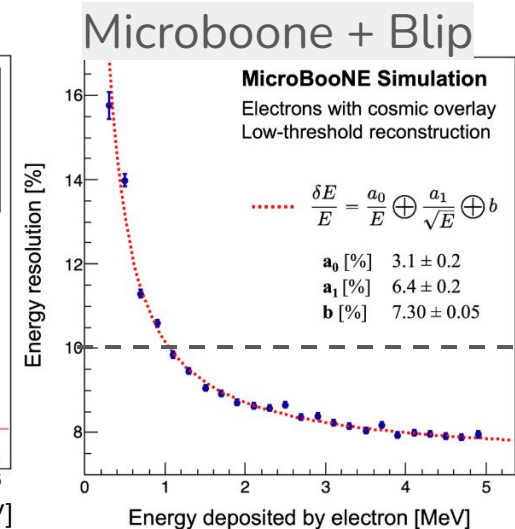 Microboone + Blip
MicroBooNE Simulation
Electrons with cosmic overlay
Low-threshold reconstruction
δE/E = a₀/E ⊕ a₁/√E ⊕ b
a₀ [%] 3.1 ± 0.2
a₁ [%] 6.4 ± 0.2
b [%] 7.30 ± 0.05
Energy resolution [%]
16
14
12
10
8
0 1 2 3 4 5
Energy deposited by electron [MeV]